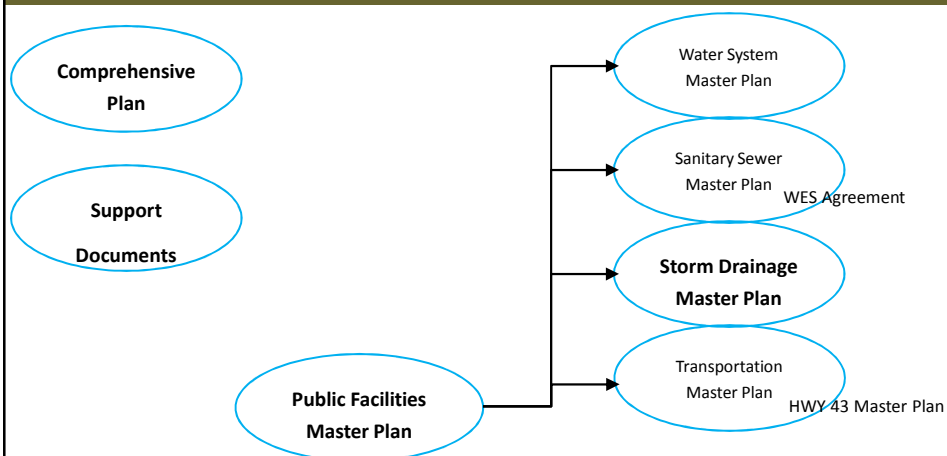 Comprehensive
Plan
Support
Documents
Public Facilities
Master Plan
Water System
Master Plan
Sanitary Sewer
Master Plan
WES Agreement
Storm Drainage
Master Plan
Transportation
Master Plan
HWY 43 Master Plan